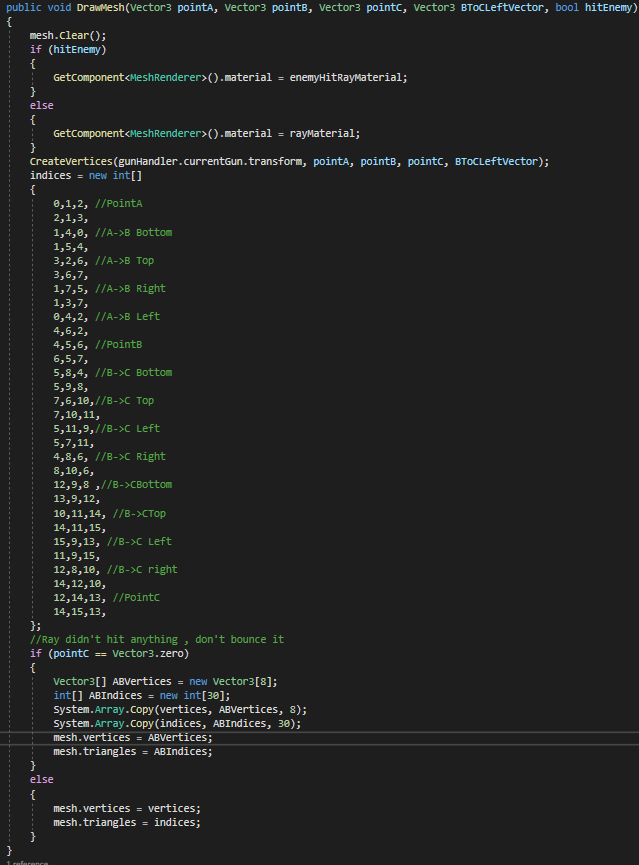 public void DrawMesh(Vector3 pointA, Vector3 pointB, Vector3 pointC, Vector3 BToCLeftVector, bool hitEnemy)
{
mesh.Clear();
if (hitEnemy)
{
GetComponent<MeshRenderer>().material = enemyHitRayMaterial;
}
else
{
GetComponent<MeshRenderer>().material = rayMaterial;
}
CreateVertices(gunHandler.currentGun.transform, pointA, pointB, pointC, BToCLeftVector);
indices = new int[]
{
0,1,2, //PointA
2,1,3,
1,4,0, //A->B Bottom
1,5,4,
3,2,6, //A->B Top
3,6,7,
1,7,5, //A->B Right
1,3,7,
0,4,2, //A->B Left
4,6,2,
4,5,6, //PointB
6,5,7,
5,8,4, //B->C Bottom
5,9,8,
7,6,10,//B->C Top
7,10,11,
5,11,9,//B->C Left
5,7,11,
4,8,6, //B->C Right
8,10,6,
12,9,8 ,//B->CBottom
13,9,12,
10,11,14, //B->CTop
14,11,15,
15,9,13, //B->C Left
11,9,15,
12,8,10, //B->C right
14,12,10,
12,14,13, //PointC
14,15,13,
};
//Ray didn't hit anything , don't bounce it
if (pointC == Vector3.zero)
{
Vector3[] ABVertices = new Vector3[8];
int[] ABIndices = new int[30];
System.Array.Copy(vertices, ABVertices, 8);
System.Array.Copy(indices, ABIndices, 30);
mesh.vertices = ABVertices;
mesh.triangles = ABIndices;
}
else
{
mesh.vertices = vertices;
mesh.triangles = indices;
}
}
1 reference